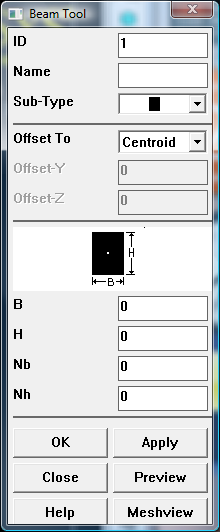 Beam Tool
ID 1
Name
Sub-Type
Offset To Centroid
Offset-Y 0
Offset-Z 0
H
B
B 0
H 0
Nb 0
Nh 0
OK Apply
Close Preview
Help Meshview